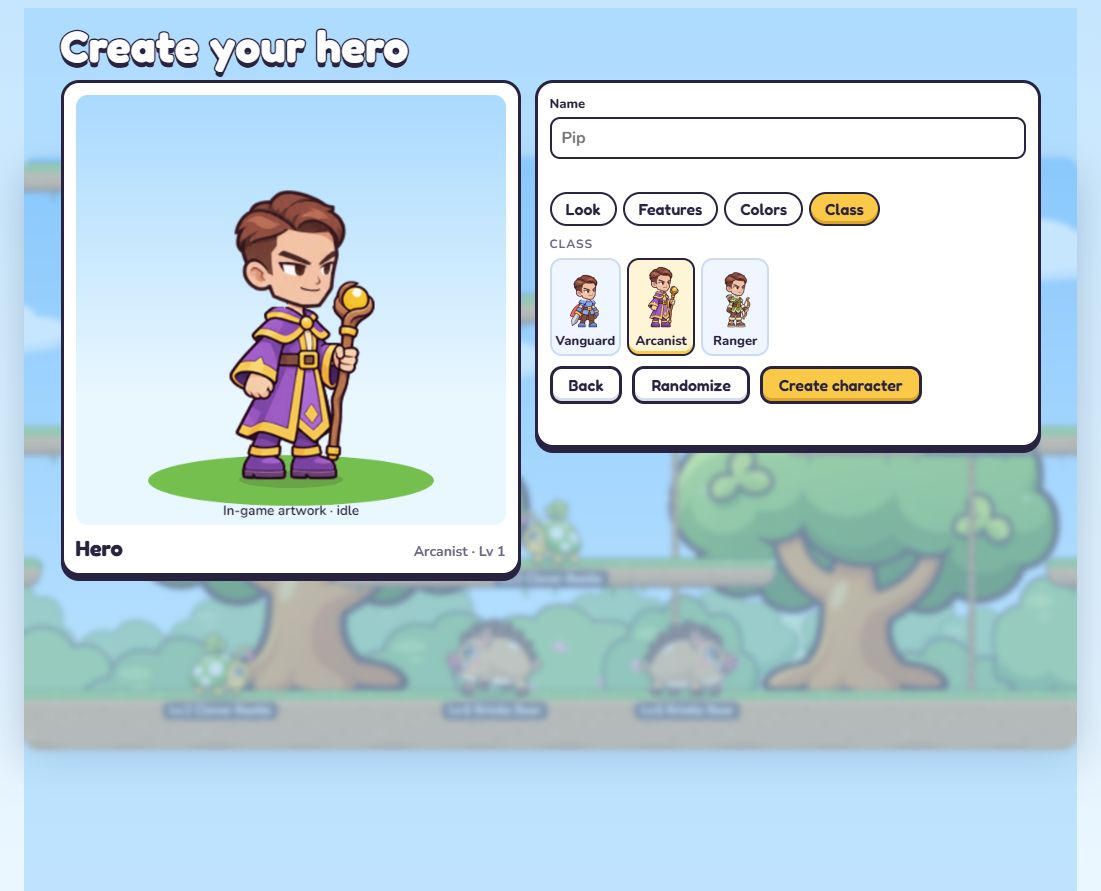 Create your hero
Name
Pip
Look Features Colors Class
CLASS
Vanguard Arcanist Ranger
Back Randomize Create character
In-game artwork · idle
Hero Arcanist · Lv 1